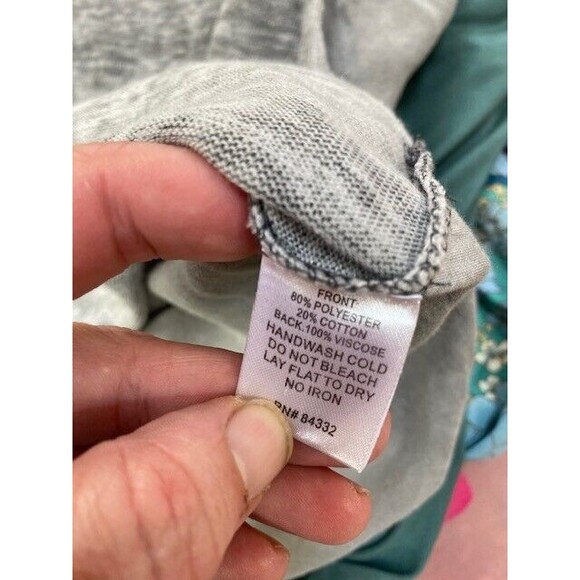 FRONT-
80% POLYESTER
20% COTTON
BACK:100% VISCOSE
HANDWASH COLD
DO NOT BLEACH
LAY FLAT TO DRY
NO IRON
RN# 84332